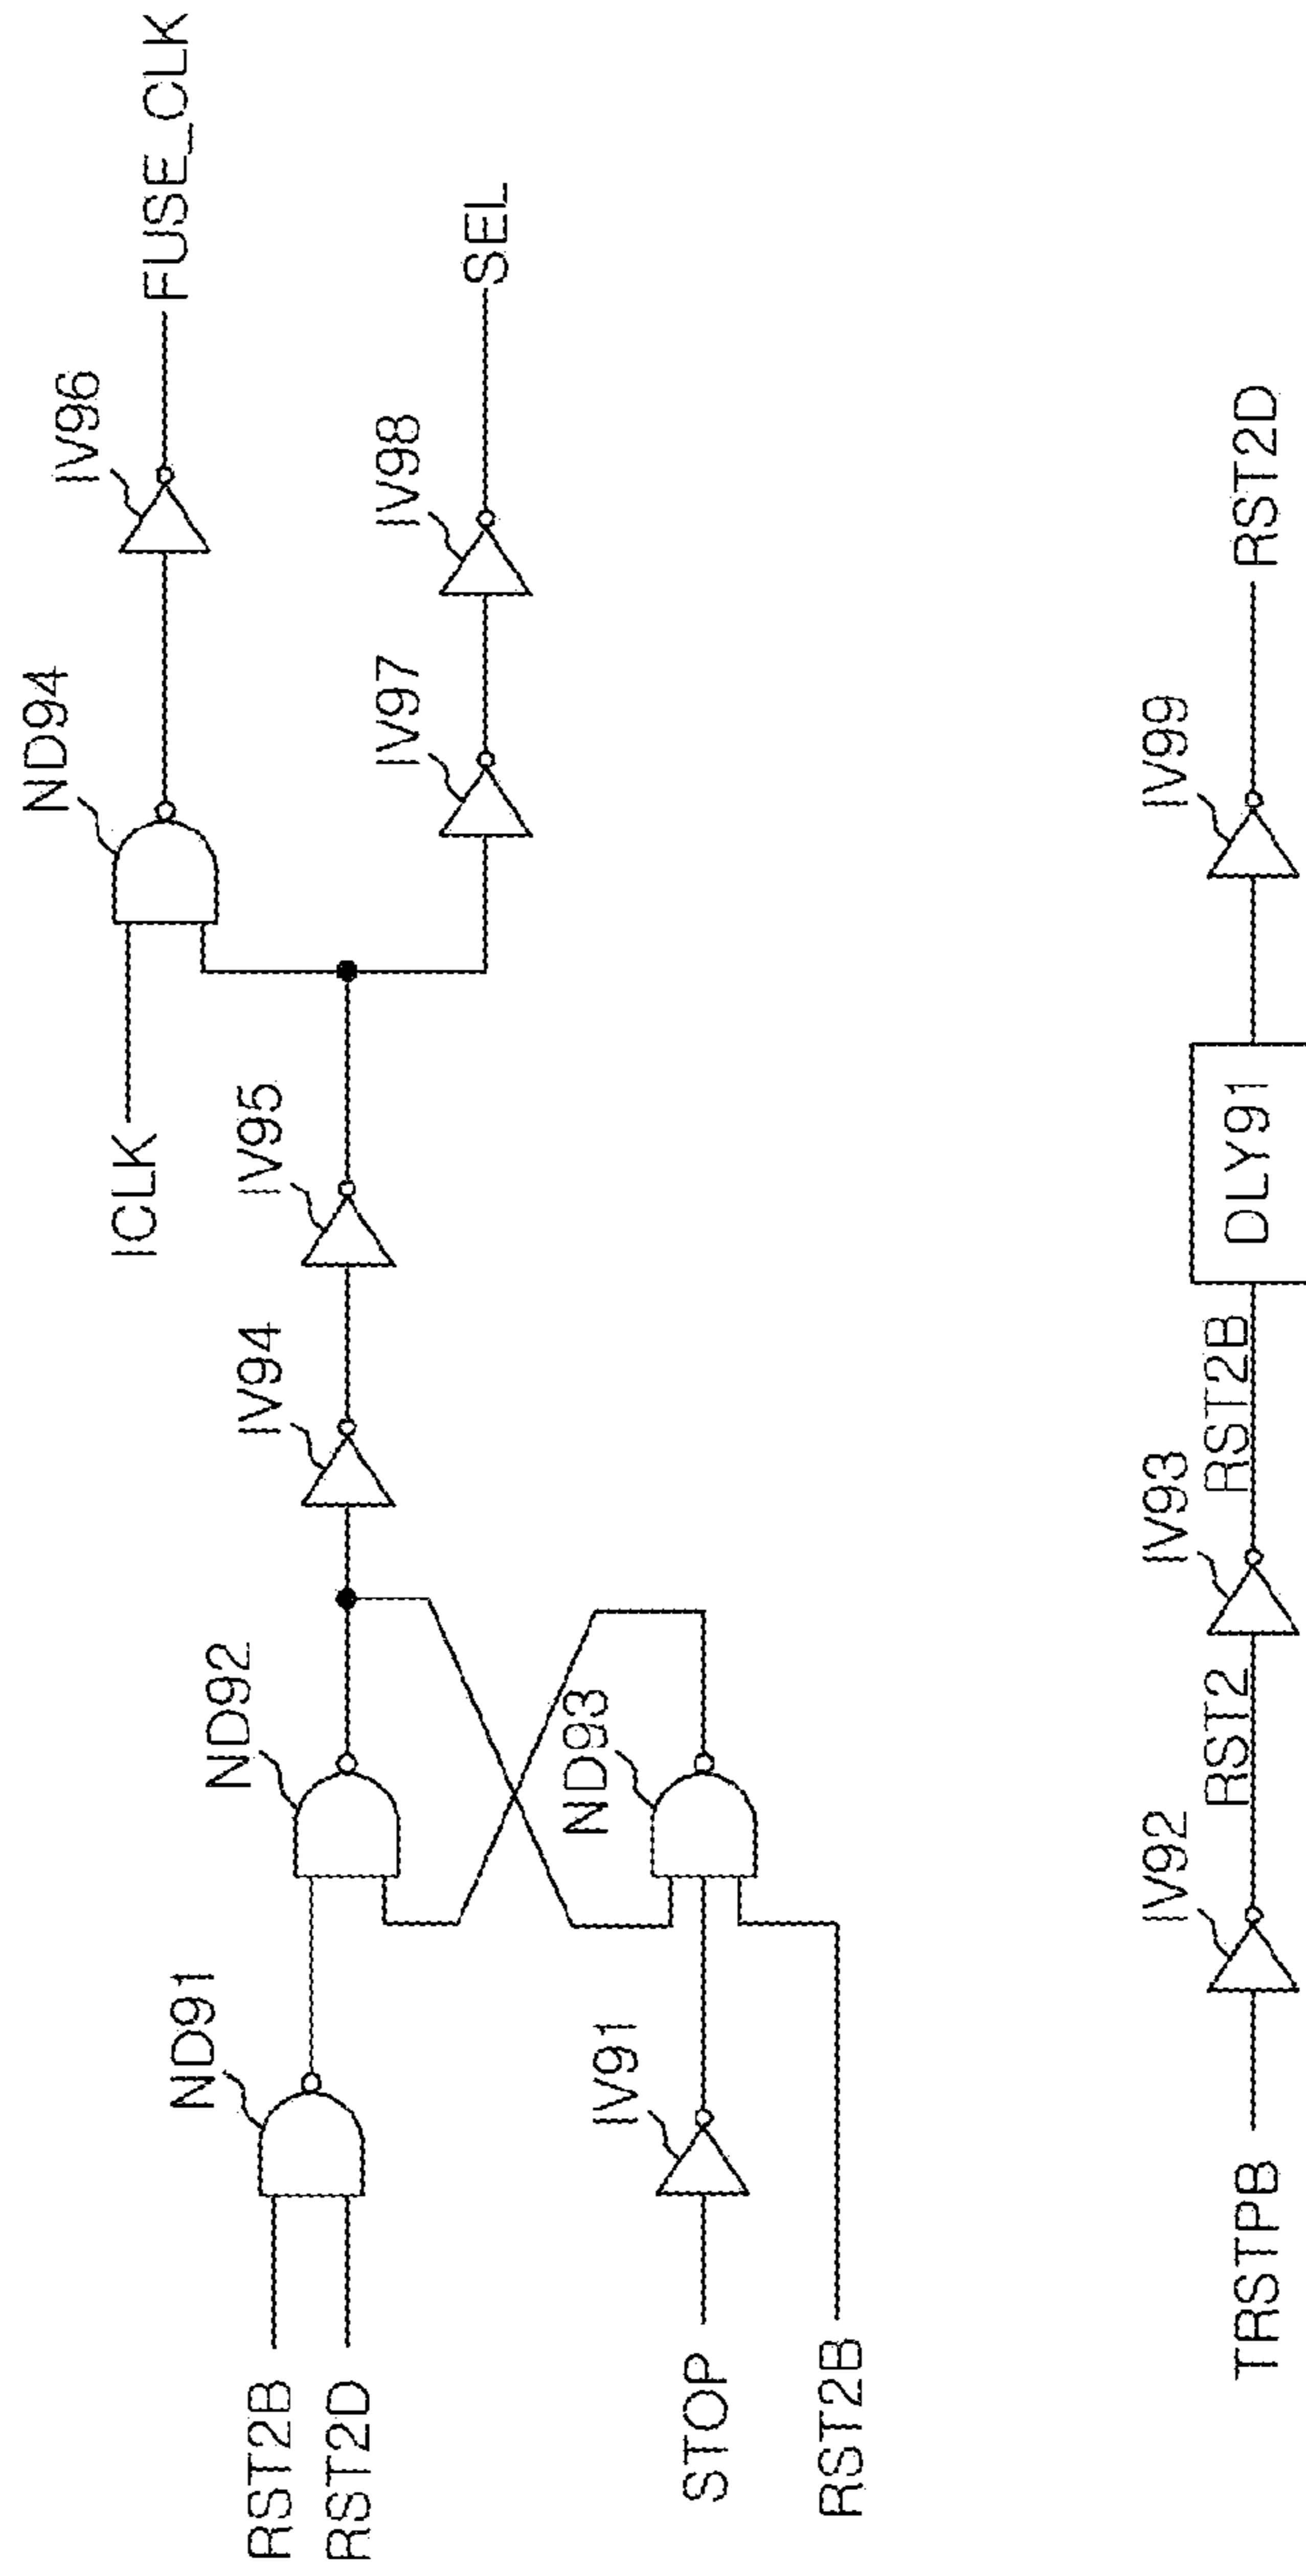 ND94
IV96
FUSE_CLK
ICLK
IV94
IV95
IV97
IV98
SEL
ND91
ND92
RST2B
RST2D
IV91
ND93
STOP
RST2B
IV92
IV93
IV99
TRSTPB
RST2
RST2B
DLY91
RST2D